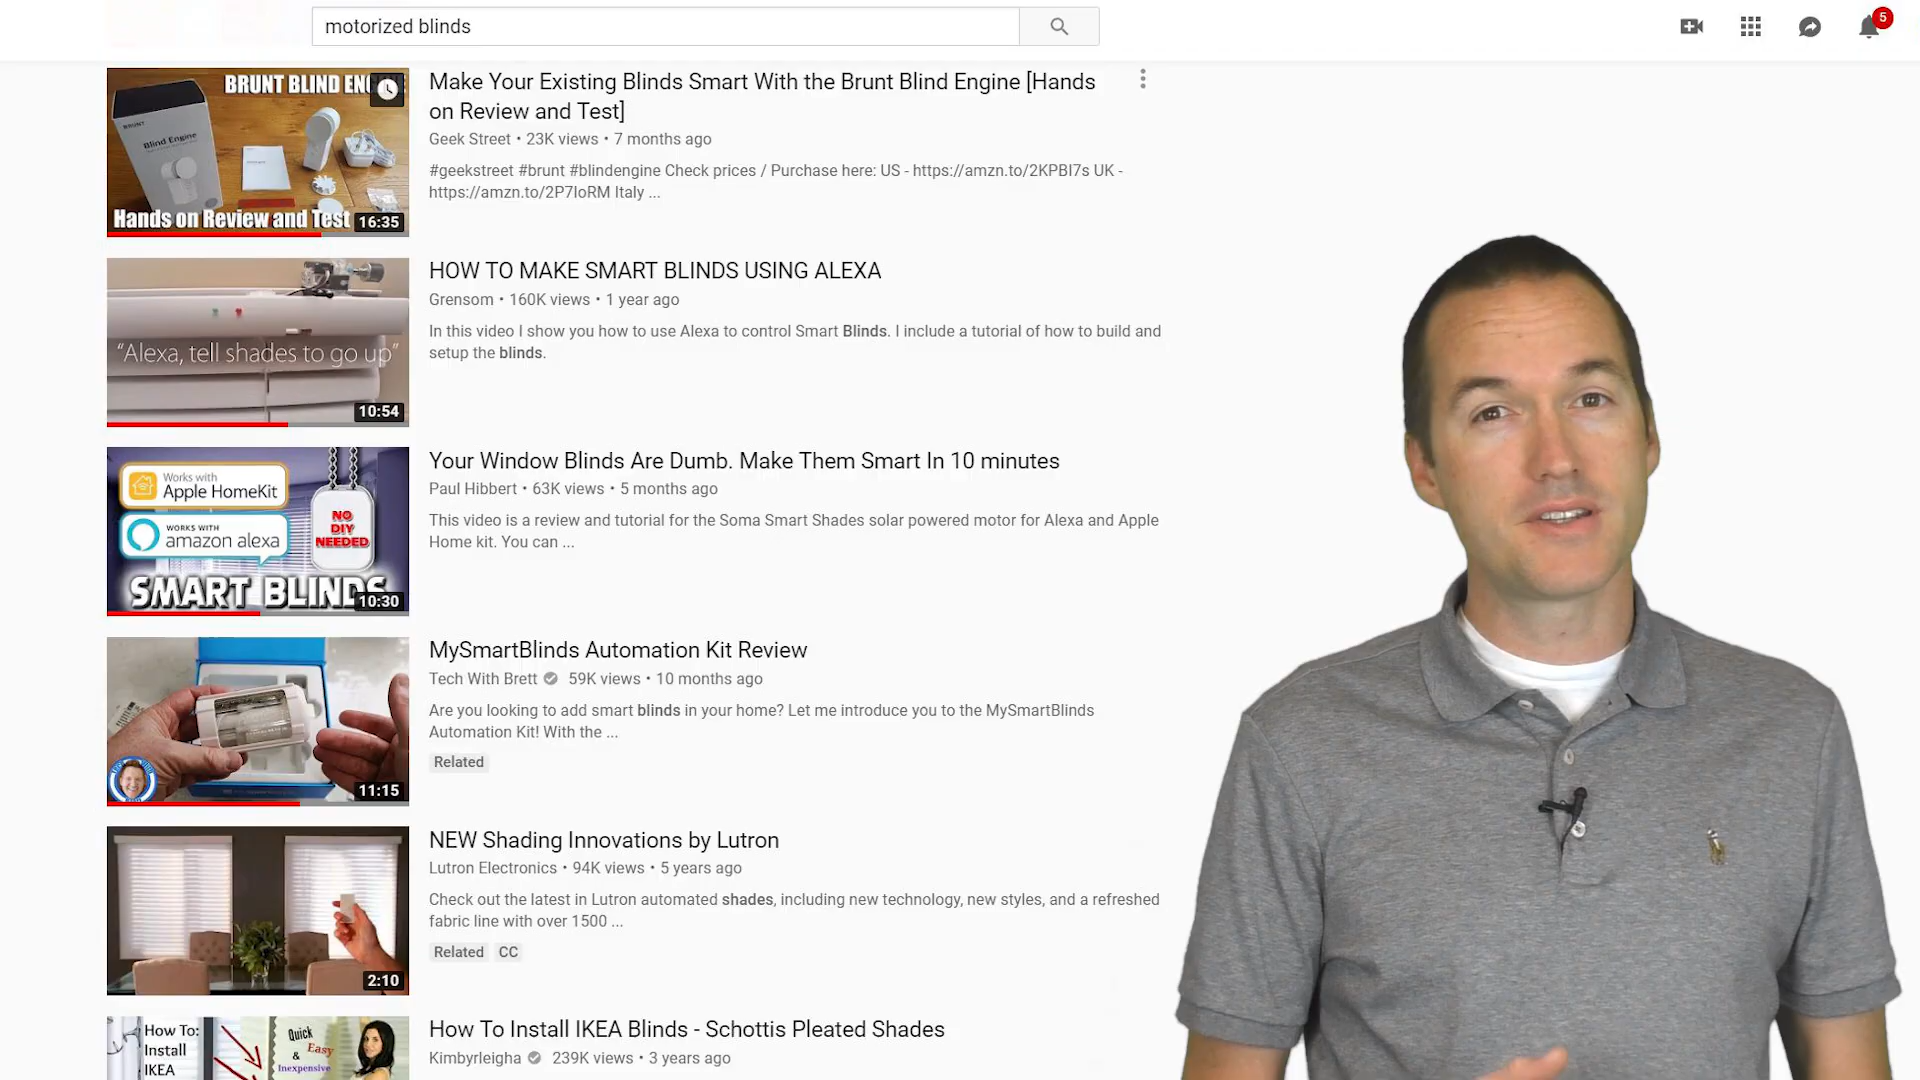 motorized blinds
5
BRUNT BLIND EN
BRUNT
Blind Engine
Hands on Review and Test
16:35
Make Your Existing Blinds Smart With the Brunt Blind Engine [Hands
on Review and Test]
Geek Street • 23K views • 7 months ago
#geekstreet #brunt #blindengine Check prices / Purchase here: US - https://amzn.to/2KPBI7s UK -
https://amzn.to/2P7IoRM Italy ...
"Alexa, tell shades to go up"
10:54
HOW TO MAKE SMART BLINDS USING ALEXA
Grensom • 160K views • 1 year ago
In this video I show you how to use Alexa to control Smart Blinds. I include a tutorial of how to build and
setup the blinds.
Works with
Apple HomeKit
WORKS WITH
amazon alexa
NO
DIY
NEEDED
SMART BLINDS
10:30
Your Window Blinds Are Dumb. Make Them Smart In 10 minutes
Paul Hibbert • 63K views • 5 months ago
This video is a review and tutorial for the Soma Smart Shades solar powered motor for Alexa and Apple
Home kit. You can ...
11:15
MySmartBlinds Automation Kit Review
Tech With Brett 59K views • 10 months ago
Are you looking to add smart blinds in your home? Let me introduce you to the MySmartBlinds
Automation Kit! With the ...
Related
2:10
NEW Shading Innovations by Lutron
Lutron Electronics • 94K views • 5 years ago
Check out the latest in Lutron automated shades, including new technology, new styles, and a refreshed
fabric line with over 1500 ...
Related CC
How To:
Install
IKEA
Quick
& Easy
Inexpensive
How To Install IKEA Blinds - Schottis Pleated Shades
Kimbyrleigha 239K views • 3 years ago